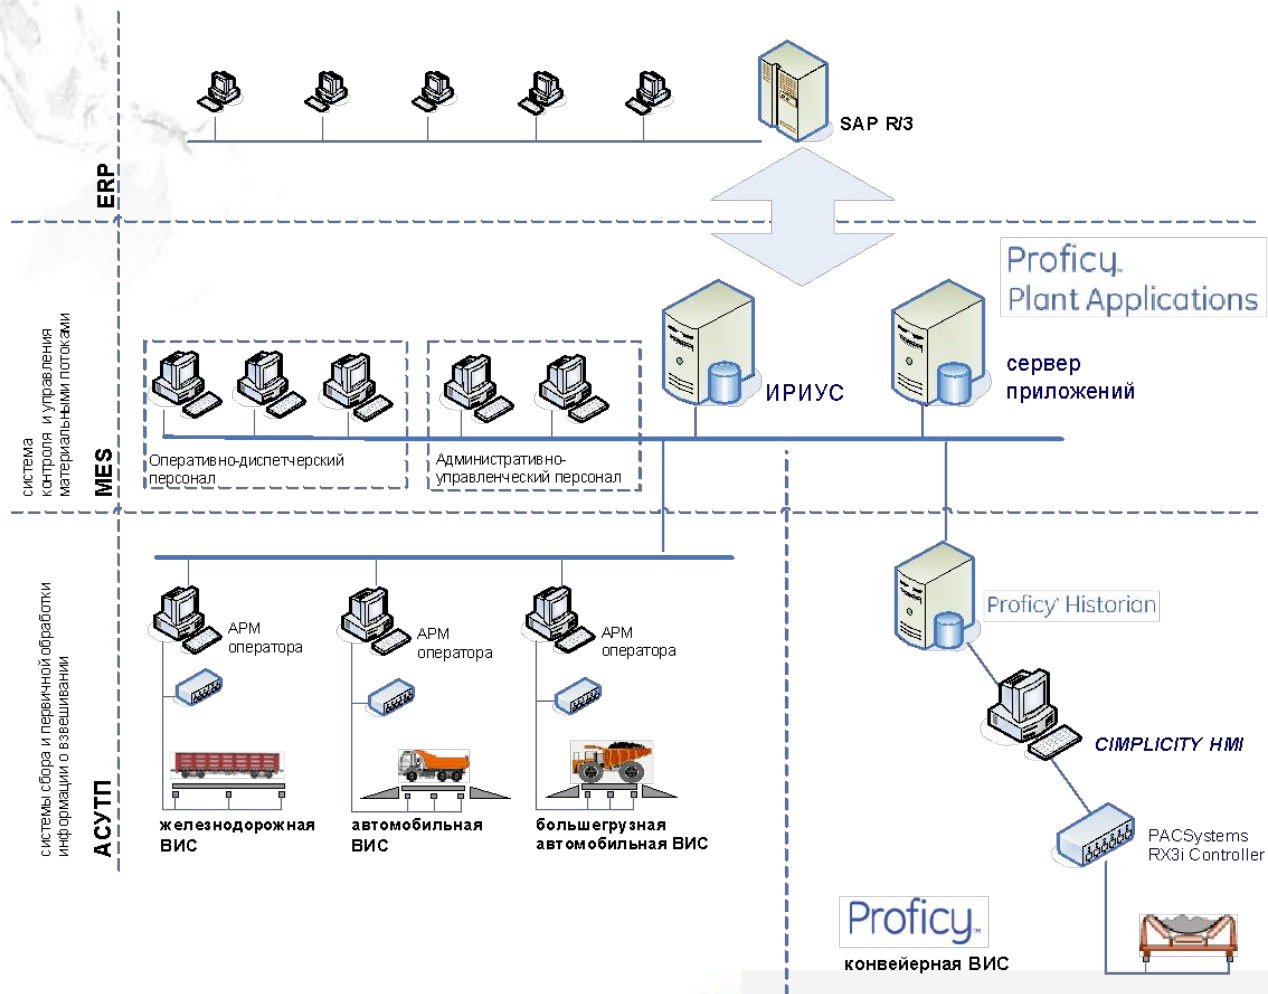 SAP R/3
ERP
Proficy™
Plant Applications
ИРИУС
сервер
приложений
Оперативно-диспетчерский
персонал
Административно-
управленческий персонал
система
контроля и управления
материальными потоками
MES
АРМ
оператора
АРМ
оператора
АРМ
оператора
Proficy Historian
CIMPLICITY HMI
PACSystems
RX3i Controller
системы сбора и первичной обработки
информации о взвешивании
АСУТП
железнодорожная
ВИС
автомобильная
ВИС
большегрузная
автомобильная ВИС
Proficy™
конвейерная ВИС